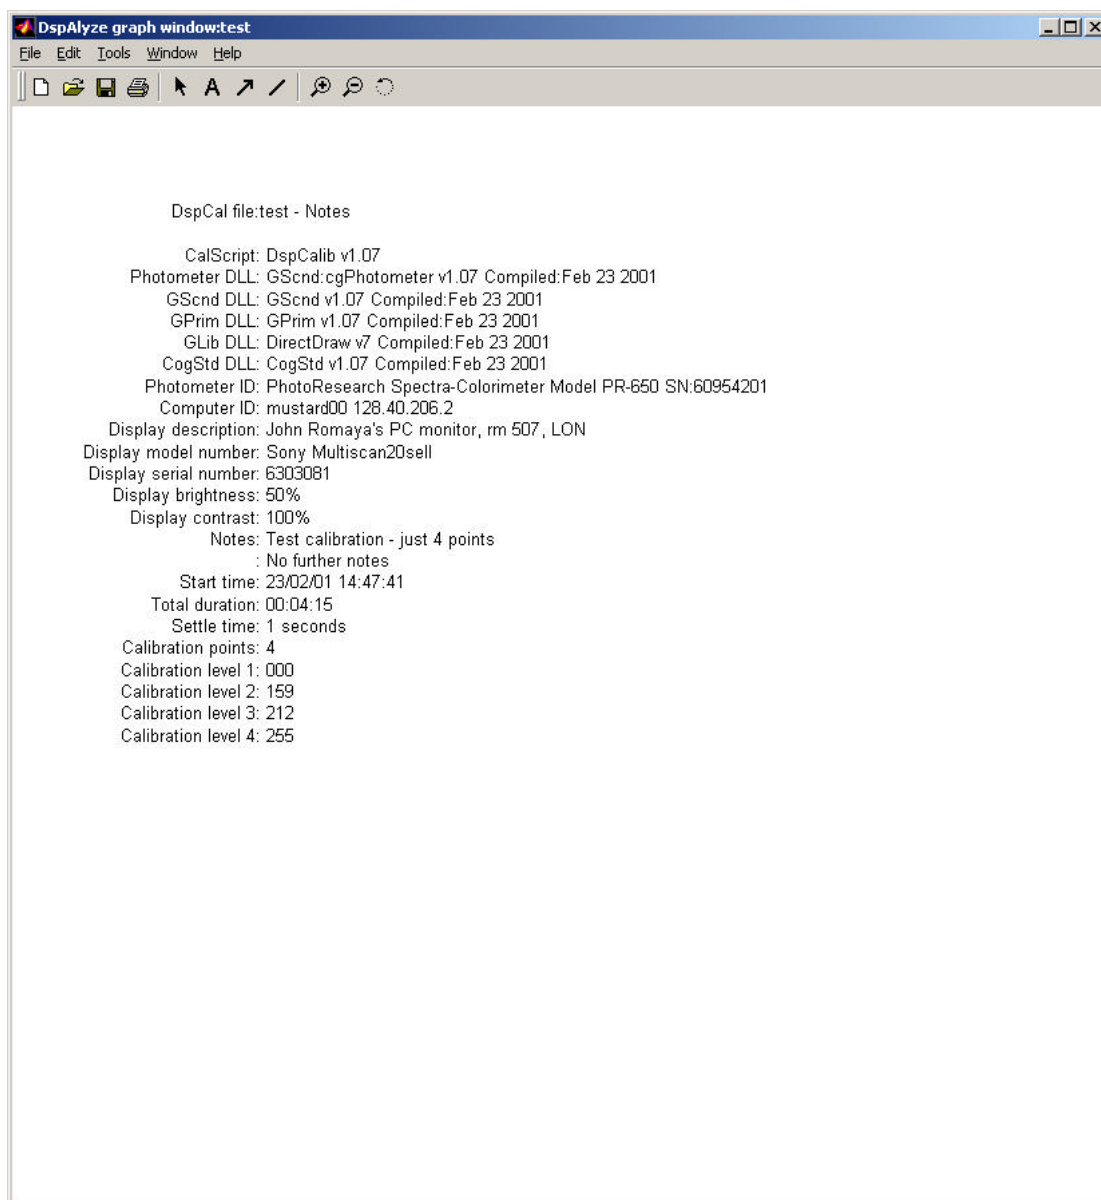 DspAlyze graph window:test
File Edit Tools Window Help
A
DspCal file:test - Notes
CalScript: DspCalib v1.07
Photometer DLL: GScnd:cgPhotometer v1.07 Compiled:Feb 23 2001
GScnd DLL: GScnd v1.07 Compiled:Feb 23 2001
GPrim DLL: GPrim v1.07 Compiled:Feb 23 2001
GLib DLL: DirectDraw v7 Compiled:Feb 23 2001
CogStd DLL: CogStd v1.07 Compiled:Feb 23 2001
Photometer ID: PhotoResearch Spectra-Colorimeter Model PR-650 SN:60954201
Computer ID: mustard00 128.40.206.2
Display description: John Romaya's PC monitor, rm 507, LON
Display model number: Sony Multiscan20sell
Display serial number: 6303081
Display brightness: 50%
Display contrast: 100%
Notes: Test calibration - just 4 points
: No further notes
Start time: 23/02/01 14:47:41
Total duration: 00:04:15
Settle time: 1 seconds
Calibration points: 4
Calibration level 1: 000
Calibration level 2: 159
Calibration level 3: 212
Calibration level 4: 255